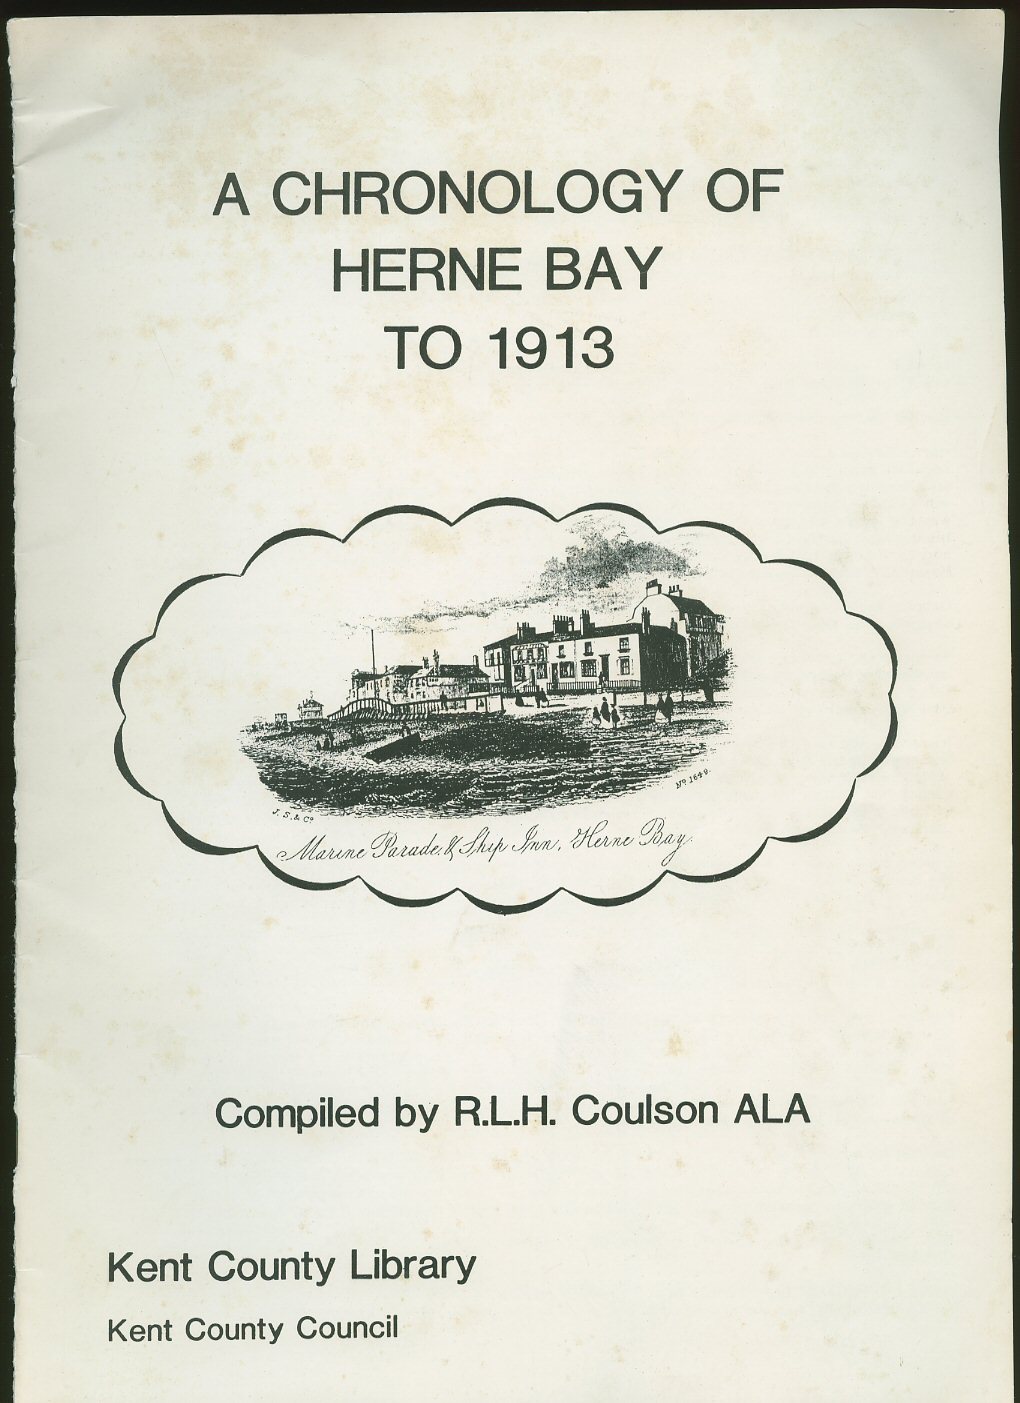 A CHRONOLOGY OF
HERNE BAY
TO 1913
J. S. & Co
No 1649.
Marine Parade. & Ship Inn, Herne Bay.
Compiled by R.L.H. Coulson ALA
Kent County Library
Kent County Council